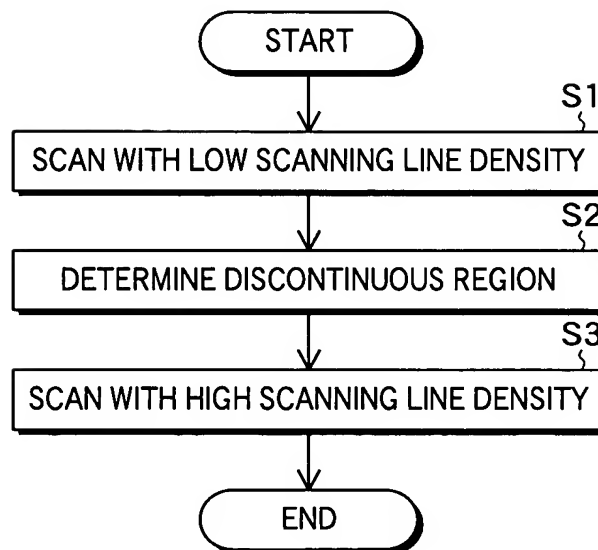 START
S1
SCAN WITH LOW SCANNING LINE DENSITY
S2
DETERMINE DISCONTINUOUS REGION
S3
SCAN WITH HIGH SCANNING LINE DENSITY
END